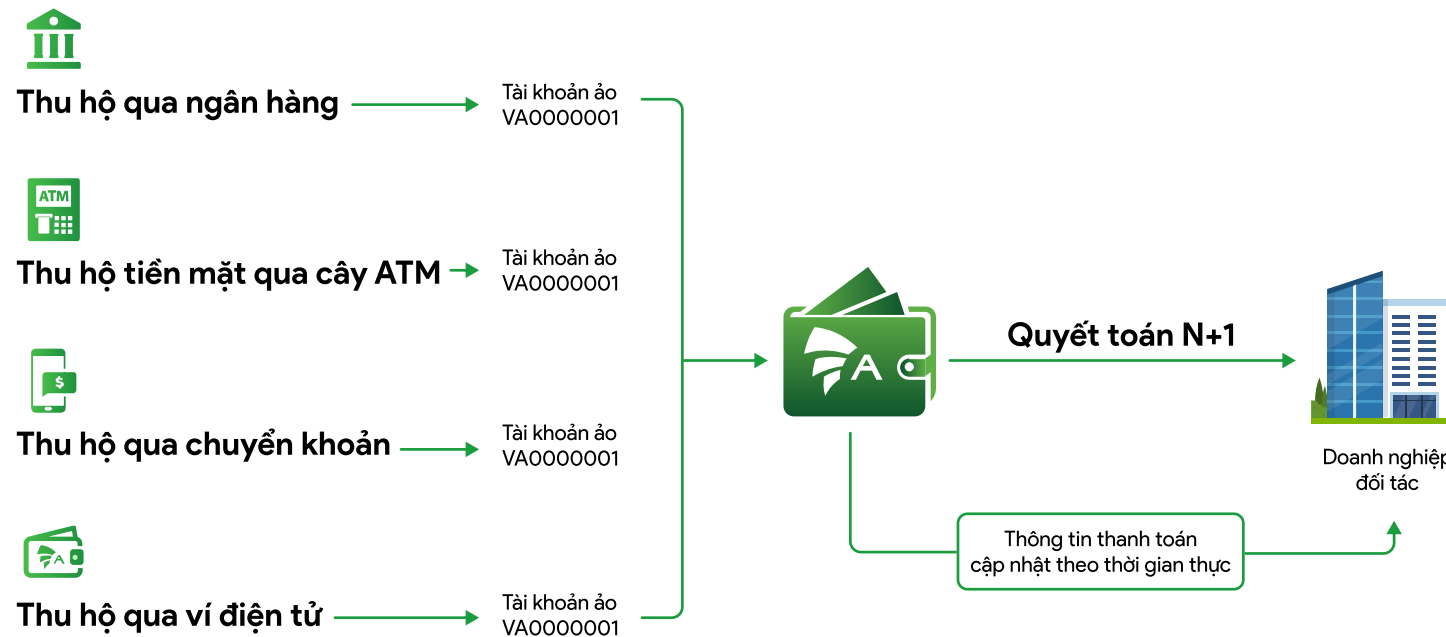 Thu hộ qua ngân hàng
Tài khoản ảo
VA0000001
ATM
Thu hộ tiền mặt qua cây ATM
Tài khoản ảo
VA0000001
$
Thu hộ qua chuyển khoản
Tài khoản ảo
VA0000001
A
Thu hộ qua ví điện tử
Tài khoản ảo
VA0000001
A
Quyết toán N+1
Doanh nghiệp
đối tác
Thông tin thanh toán
cập nhật theo thời gian thực